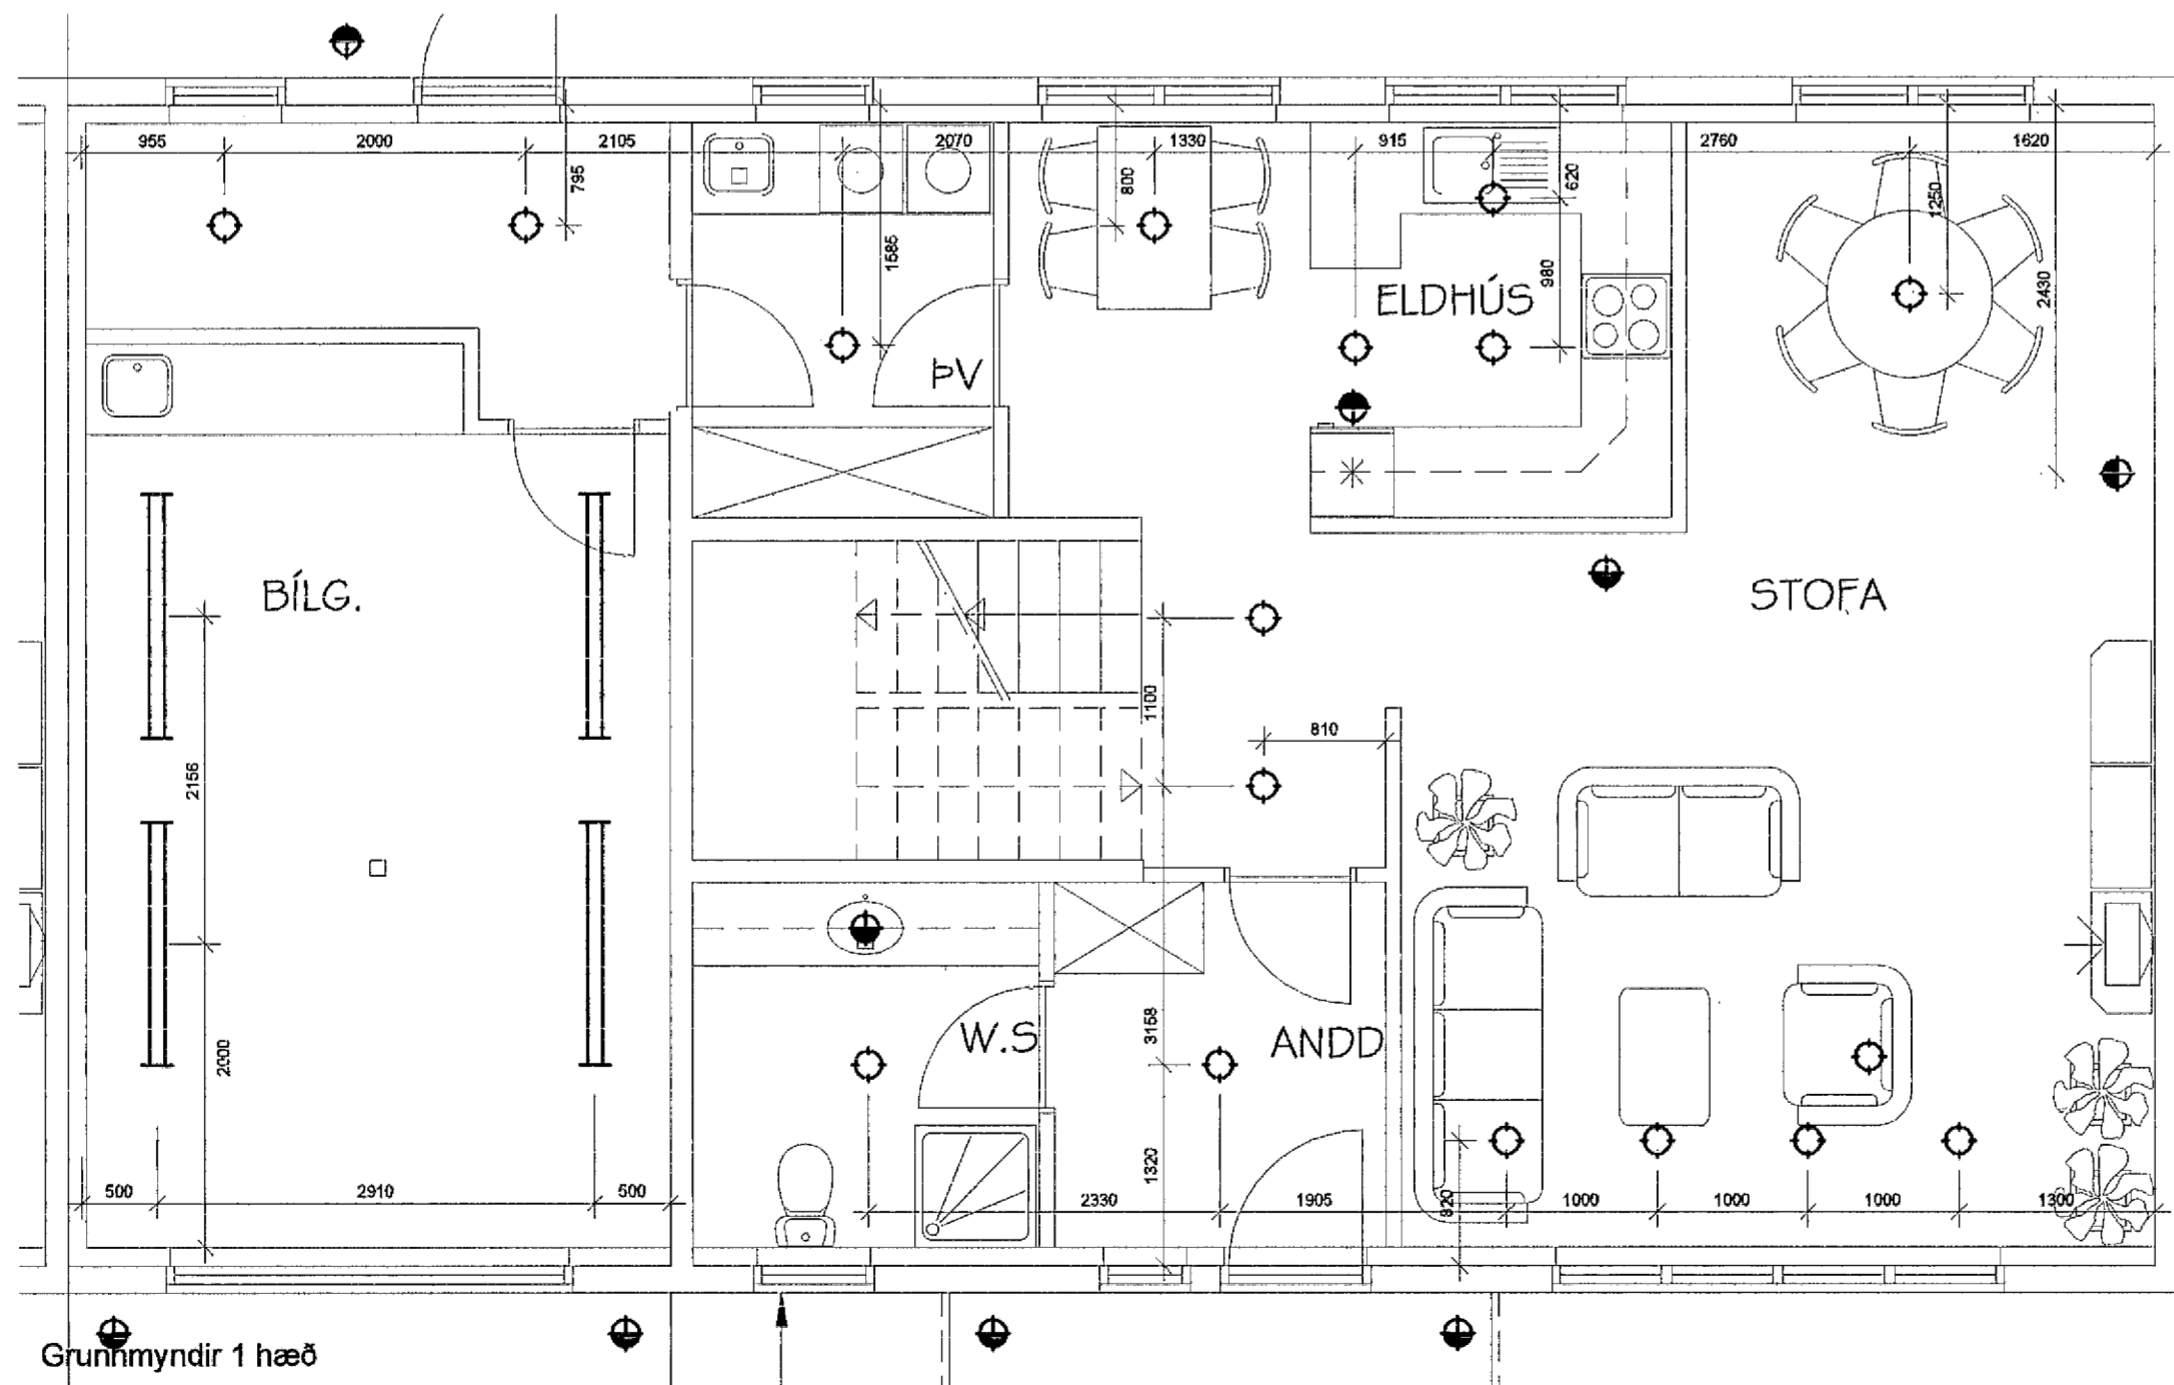 955 2000 2105 2070 1330 915 2760 1620
795
800
620
1250
1585
980
2430
ELDHÚS
ÞV
BÍLG.
STOFA
1100
810
2156
W.S
3158
ANDD
2000
1320
820
500 2910 500 2330 1905 1000 1000 1000 1300
Grunnmyndir 1 hæð